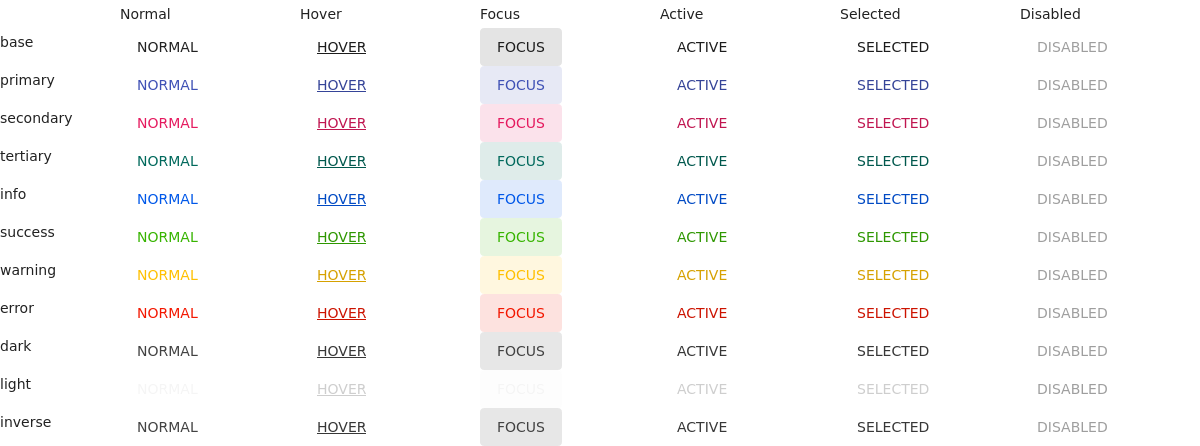 Normal Hover Focus Active Selected Disabled
base NORMAL HOVER FOCUS ACTIVE SELECTED DISABLED
primary NORMAL HOVER FOCUS ACTIVE SELECTED DISABLED
secondary NORMAL HOVER FOCUS ACTIVE SELECTED DISABLED
tertiary NORMAL HOVER FOCUS ACTIVE SELECTED DISABLED
info NORMAL HOVER FOCUS ACTIVE SELECTED DISABLED
success NORMAL HOVER FOCUS ACTIVE SELECTED DISABLED
warning NORMAL HOVER FOCUS ACTIVE SELECTED DISABLED
error NORMAL HOVER FOCUS ACTIVE SELECTED DISABLED
dark NORMAL HOVER FOCUS ACTIVE SELECTED DISABLED
light NORMAL HOVER FOCUS ACTIVE SELECTED DISABLED
inverse NORMAL HOVER FOCUS ACTIVE SELECTED DISABLED